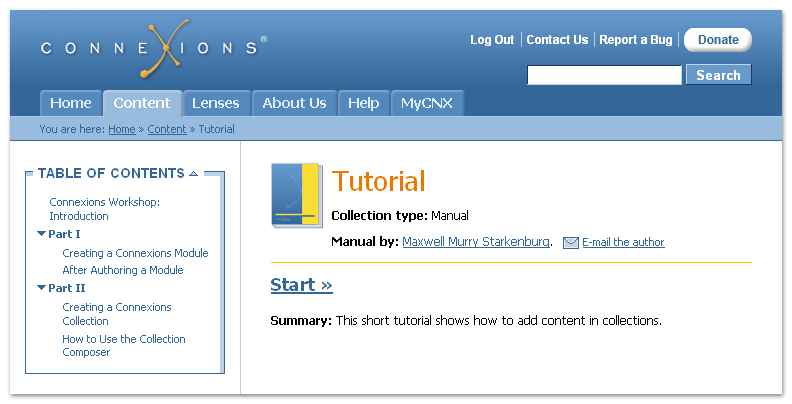 CONNEXIONS®
Log Out | Contact Us | Report a Bug | Donate
Search
Home Content Lenses About Us Help MyCNX
You are here: Home » Content » Tutorial
TABLE OF CONTENTS
Connexions Workshop:
Introduction
Part I
Creating a Connexions Module
After Authoring a Module
Part II
Creating a Connexions
Collection
How to Use the Collection
Composer
Tutorial
Collection type: Manual
Manual by: Maxwell Murry Starkenburg. E-mail the author
Start »
Summary: This short tutorial shows how to add content in collections.